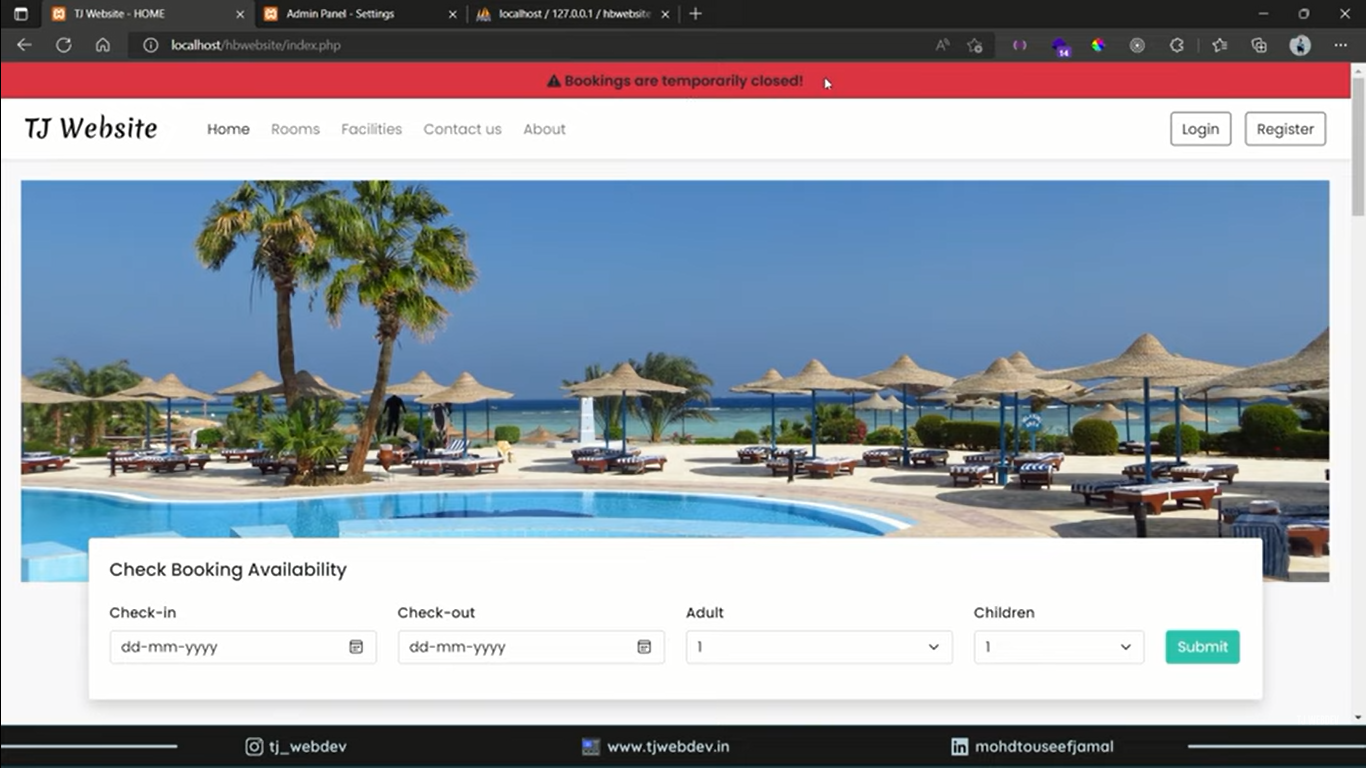 TJ Website - HOME
Admin Panel - Settings
localhost / 127.0.0.1 / hbwebsite
localhost/hbwebsite/index.php
14
Bookings are temporarily closed!
TJ Website
Home
Rooms
Facilities
Contact us
About
Login
Register
Check Booking Availability
Check-in
Check-out
Adult
Children
dd-mm-yyyy
dd-mm-yyyy
1
1
Submit
tj_webdev
www.tjwebdev.in
mohdtouseefjamal